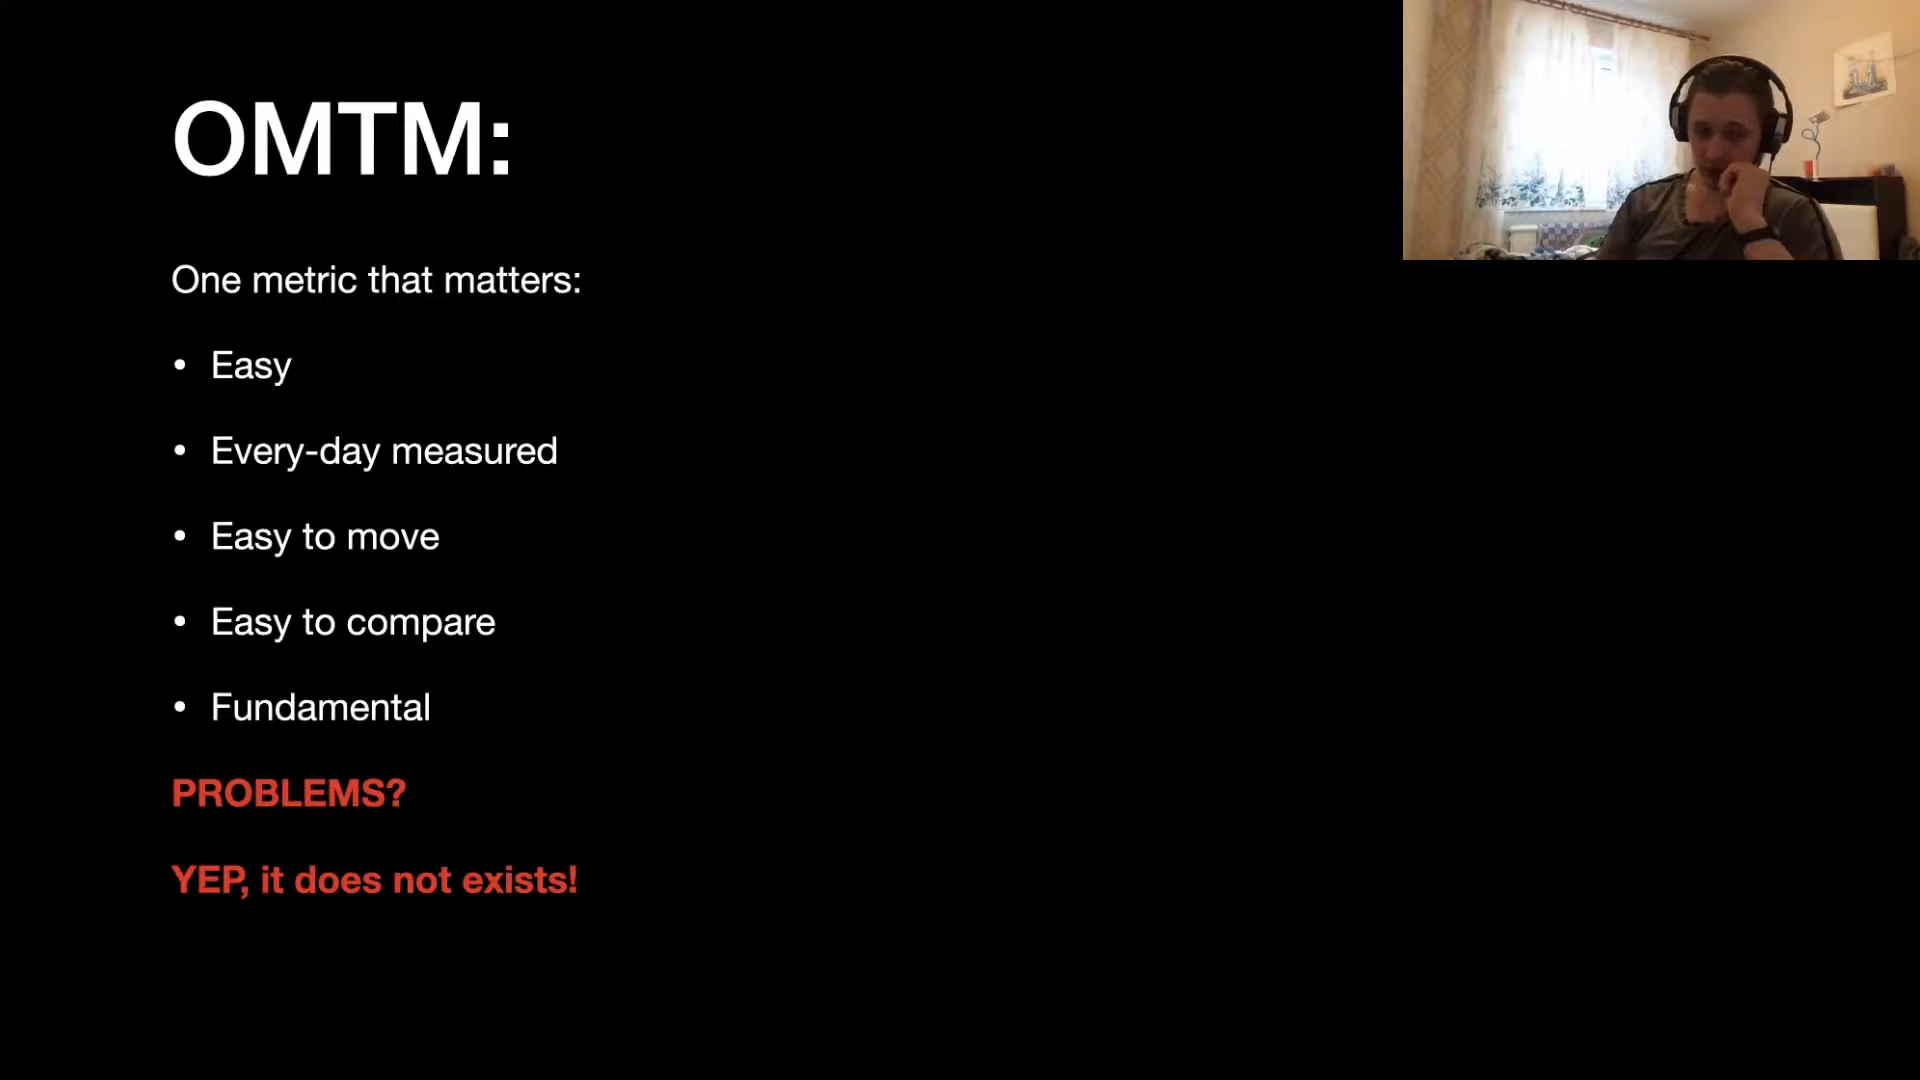 OMTM:
One metric that matters:
• Easy
• Every-day measured
• Easy to move
• Easy to compare
• Fundamental
PROBLEMS?
YEP, it does not exists!